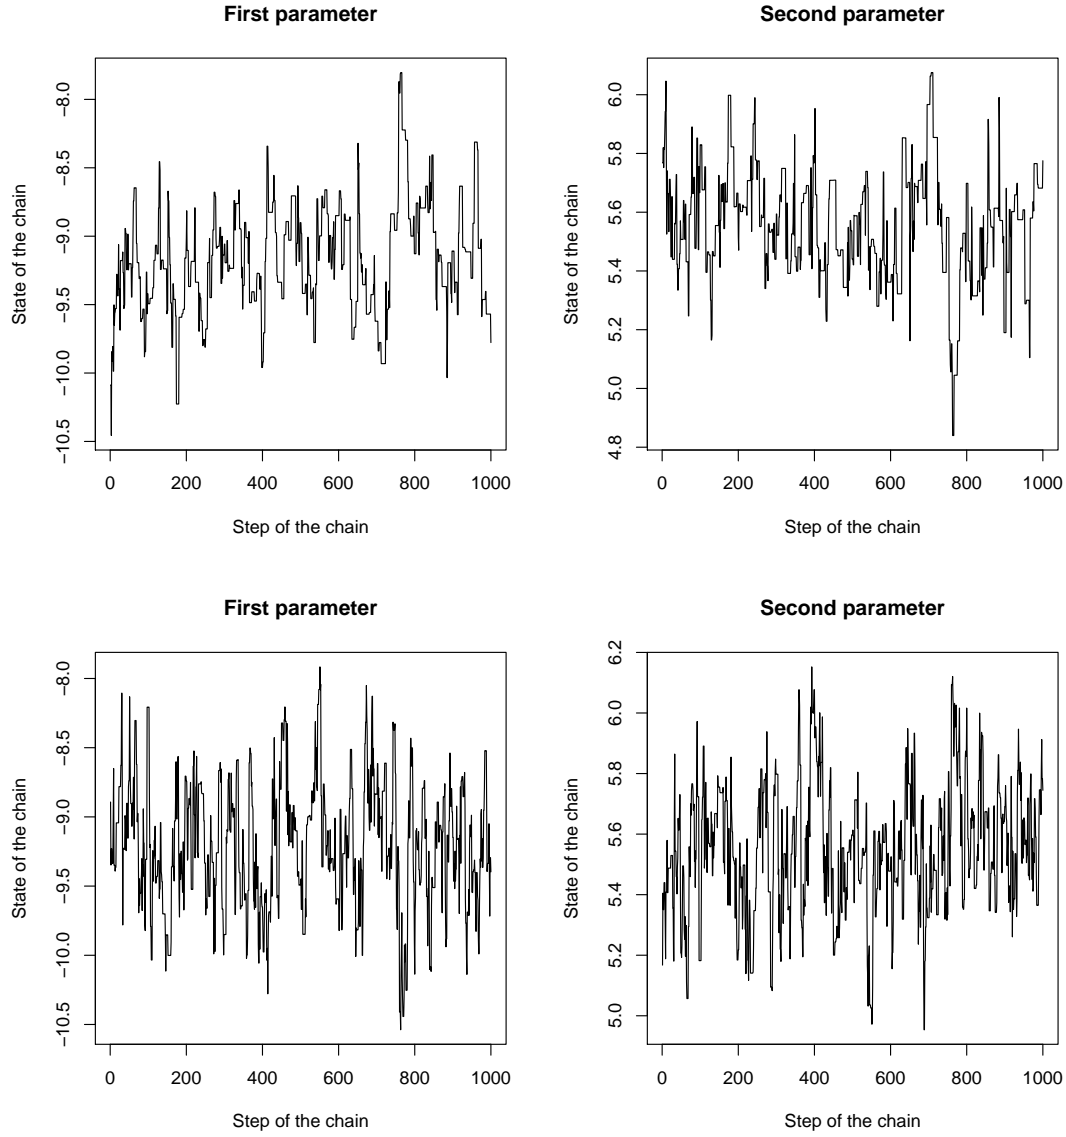 First parameter
State of the chain
−8.0
−8.5
−9.0
−9.5
−10.0
−10.5
0 200 400 600 800 1000
Step of the chain
Second parameter
State of the chain
6.0
5.8
5.6
5.4
5.2
5.0
4.8
0 200 400 600 800 1000
Step of the chain
First parameter
State of the chain
−8.0
−8.5
−9.0
−9.5
−10.0
−10.5
0 200 400 600 800 1000
Step of the chain
Second parameter
State of the chain
6.2
6.0
5.8
5.6
5.4
5.2
5.0
0 200 400 600 800 1000
Step of the chain